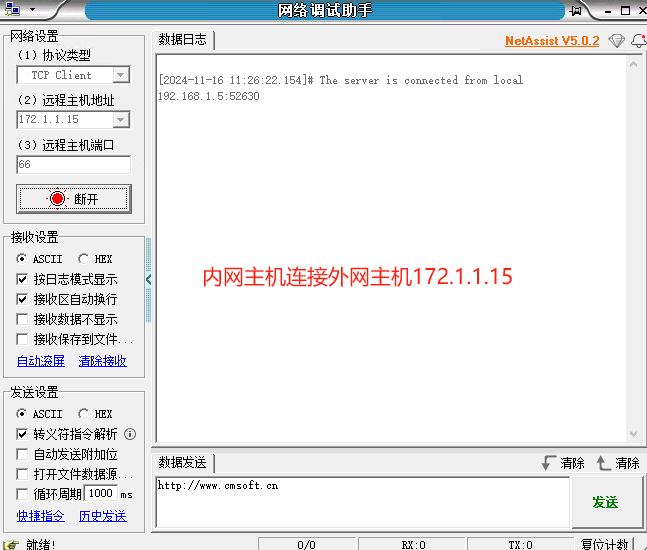 网络调试助手
网络设置
(1) 协议类型
TCP Client
(2) 远程主机地址
172.1.1.15
(3) 远程主机端口
66
断开
接收设置
ASCII HEX
按日志模式显示
接收区自动换行
接收数据不显示
接收保存到文件...
自动滚屏 清除接收
发送设置
ASCII HEX
转义符指令解析
自动发送附加位
打开文件数据源...
循环周期 1000 ms
快捷指令 历史发送
数据日志
NetAssist V5.0.2
[2024-11-16 11:26:22.154]# The server is connected from local
192.168.1.5:52630
内网主机连接外网主机172.1.1.15
数据发送 清除 清除
http://www.cmsoft.cn
发送
就绪! 0/0 RX:0 TX:0 复位计数